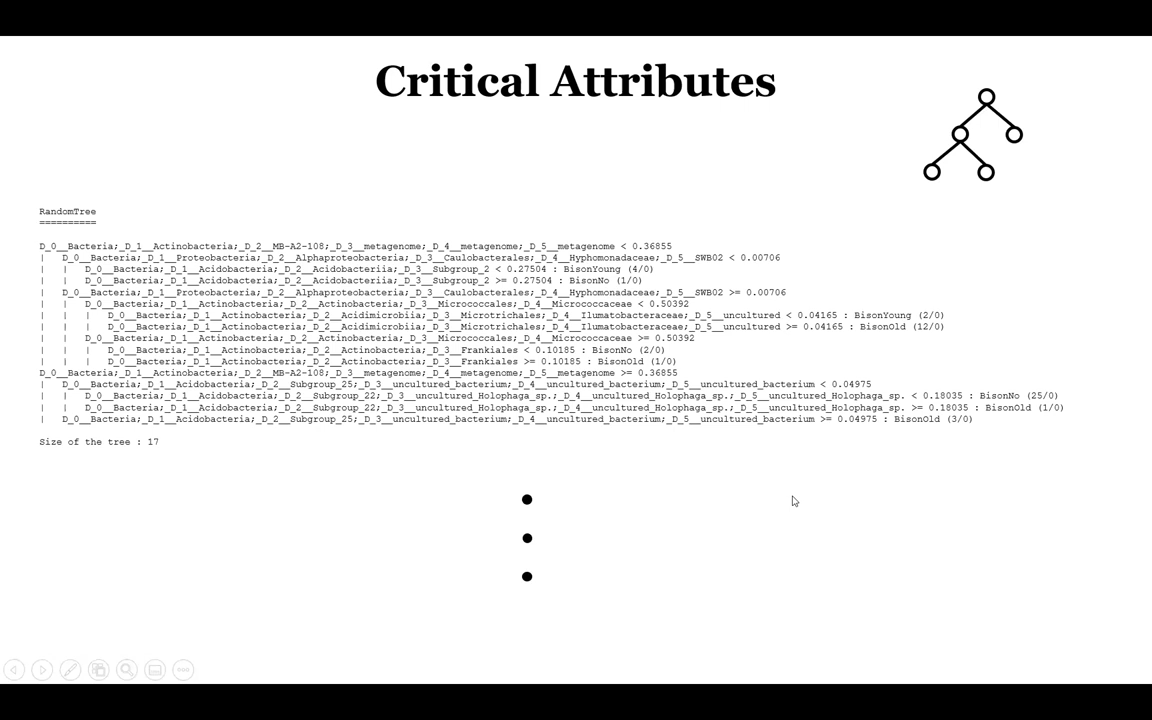 Critical Attributes
RandomTree
==========
D_0__Bacteria;_D_1__Actinobacteria;_D_2__MB-A2-108;_D_3__metagenome;_D_4__metagenome;_D_5__metagenome < 0.36855
|   D_0__Bacteria;_D_1__Proteobacteria;_D_2__Alphaproteobacteria;_D_3__Caulobacterales;_D_4__Hyphomonadaceae;_D_5__SWB02 < 0.00706
|   |   D_0__Bacteria;_D_1__Acidobacteria;_D_2__Acidobacteriia;_D_3__Subgroup_2 < 0.27504 : BisonYoung (4/0)
|   |   D_0__Bacteria;_D_1__Acidobacteria;_D_2__Acidobacteriia;_D_3__Subgroup_2 >= 0.27504 : BisonNo (1/0)
|   D_0__Bacteria;_D_1__Proteobacteria;_D_2__Alphaproteobacteria;_D_3__Caulobacterales;_D_4__Hyphomonadaceae;_D_5__SWB02 >= 0.00706
|   |   D_0__Bacteria;_D_1__Actinobacteria;_D_2__Actinobacteria;_D_3__Micrococcales;_D_4__Micrococcaceae < 0.50392
|   |   |   D_0__Bacteria;_D_1__Actinobacteria;_D_2__Acidimicrobiia;_D_3__Microtrichales;_D_4__Ilumatobacteraceae;_D_5__uncultured < 0.04165 : BisonYoung (2/0)
|   |   |   D_0__Bacteria;_D_1__Actinobacteria;_D_2__Acidimicrobiia;_D_3__Microtrichales;_D_4__Ilumatobacteraceae;_D_5__uncultured >= 0.04165 : BisonOld (12/0)
|   |   D_0__Bacteria;_D_1__Actinobacteria;_D_2__Actinobacteria;_D_3__Micrococcales;_D_4__Micrococcaceae >= 0.50392
|   |   |   D_0__Bacteria;_D_1__Actinobacteria;_D_2__Actinobacteria;_D_3__Frankiales < 0.10185 : BisonNo (2/0)
|   |   |   D_0__Bacteria;_D_1__Actinobacteria;_D_2__Actinobacteria;_D_3__Frankiales >= 0.10185 : BisonOld (1/0)
D_0__Bacteria;_D_1__Actinobacteria;_D_2__MB-A2-108;_D_3__metagenome;_D_4__metagenome;_D_5__metagenome >= 0.36855
|   D_0__Bacteria;_D_1__Acidobacteria;_D_2__Subgroup_25;_D_3__uncultured_bacterium;_D_4__uncultured_bacterium;_D_5__uncultured_bacterium < 0.04975
|   |   D_0__Bacteria;_D_1__Acidobacteria;_D_2__Subgroup_22;_D_3__uncultured_Holophaga_sp.;_D_4__uncultured_Holophaga_sp.;_D_5__uncultured_Holophaga_sp. < 0.18035 : BisonNo (25/0)
|   |   D_0__Bacteria;_D_1__Acidobacteria;_D_2__Subgroup_22;_D_3__uncultured_Holophaga_sp.;_D_4__uncultured_Holophaga_sp.;_D_5__uncultured_Holophaga_sp. >= 0.18035 : BisonOld (1/0)
|   D_0__Bacteria;_D_1__Acidobacteria;_D_2__Subgroup_25;_D_3__uncultured_bacterium;_D_4__uncultured_bacterium;_D_5__uncultured_bacterium >= 0.04975 : BisonOld (3/0)
Size of the tree : 17